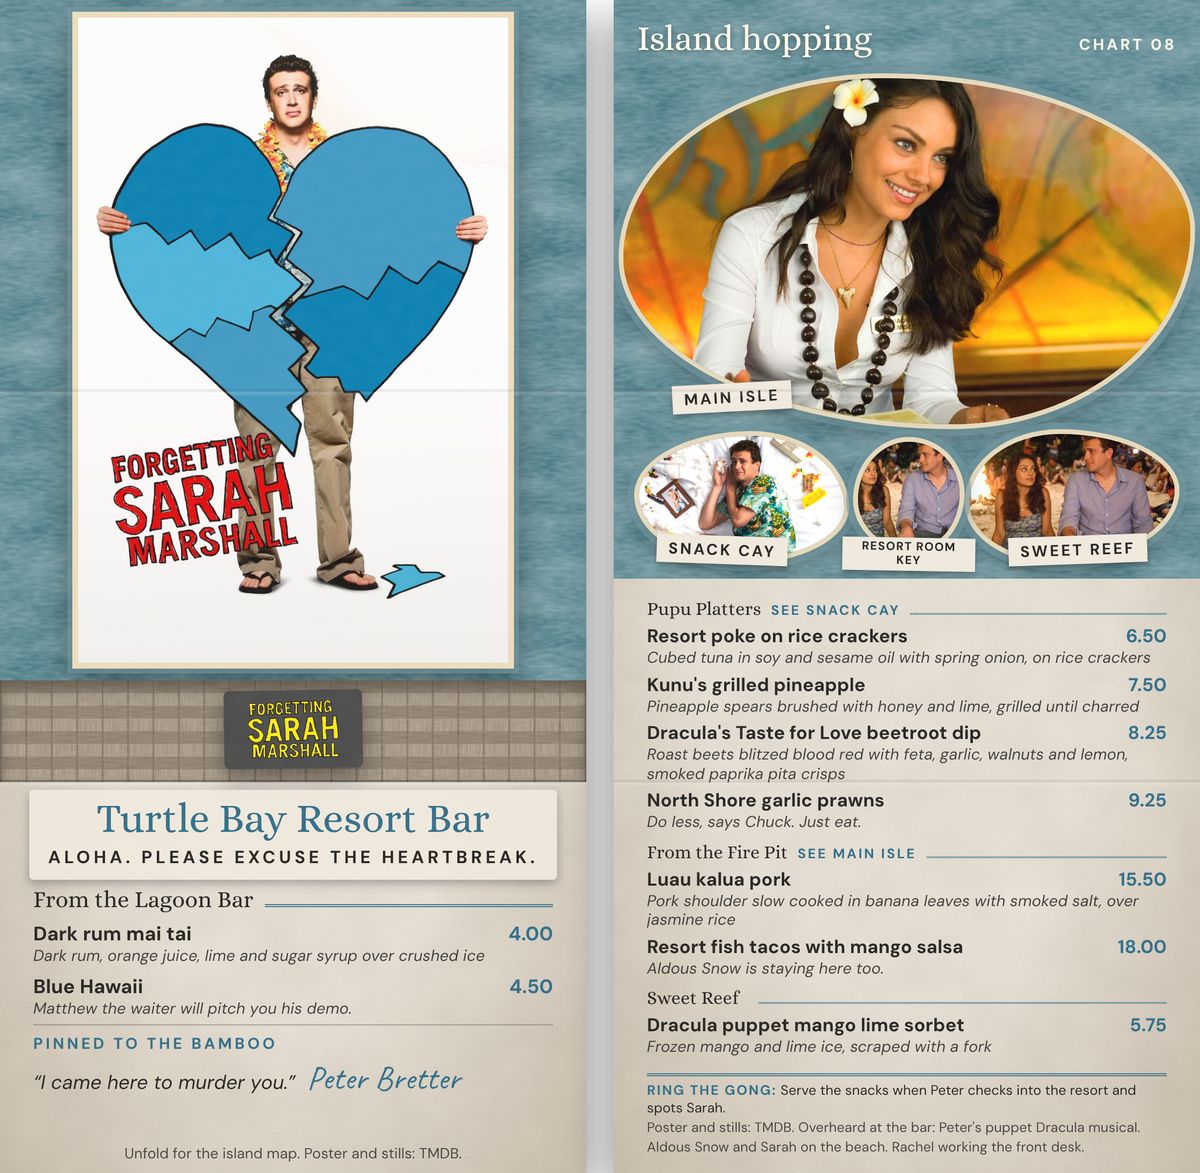 FORGETTING
SARAH
MARSHALL
FORGETTING
SARAH
MARSHALL
Turtle Bay Resort Bar
ALOHA. PLEASE EXCUSE THE HEARTBREAK.
From the Lagoon Bar
Dark rum mai tai 4.00
Dark rum, orange juice, lime and sugar syrup over crushed ice
Blue Hawaii 4.50
Matthew the waiter will pitch you his demo.
PINNED TO THE BAMBOO
“I came here to murder you.” Peter Bretter
Unfold for the island map. Poster and stills: TMDB.
Island hopping CHART 08
MAIN ISLE
SNACK CAY
RESORT ROOM
KEY
SWEET REEF
Pupu Platters SEE SNACK CAY
Resort poke on rice crackers 6.50
Cubed tuna in soy and sesame oil with spring onion, on rice crackers
Kunu's grilled pineapple 7.50
Pineapple spears brushed with honey and lime, grilled until charred
Dracula's Taste for Love beetroot dip 8.25
Roast beets blitzed blood red with feta, garlic, walnuts and lemon,
smoked paprika pita crisps
North Shore garlic prawns 9.25
Do less, says Chuck. Just eat.
From the Fire Pit SEE MAIN ISLE
Luau kalua pork 15.50
Pork shoulder slow cooked in banana leaves with smoked salt, over
jasmine rice
Resort fish tacos with mango salsa 18.00
Aldous Snow is staying here too.
Sweet Reef
Dracula puppet mango lime sorbet 5.75
Frozen mango and lime ice, scraped with a fork
RING THE GONG: Serve the snacks when Peter checks into the resort and
spots Sarah.
Poster and stills: TMDB. Overheard at the bar: Peter's puppet Dracula musical.
Aldous Snow and Sarah on the beach. Rachel working the front desk.